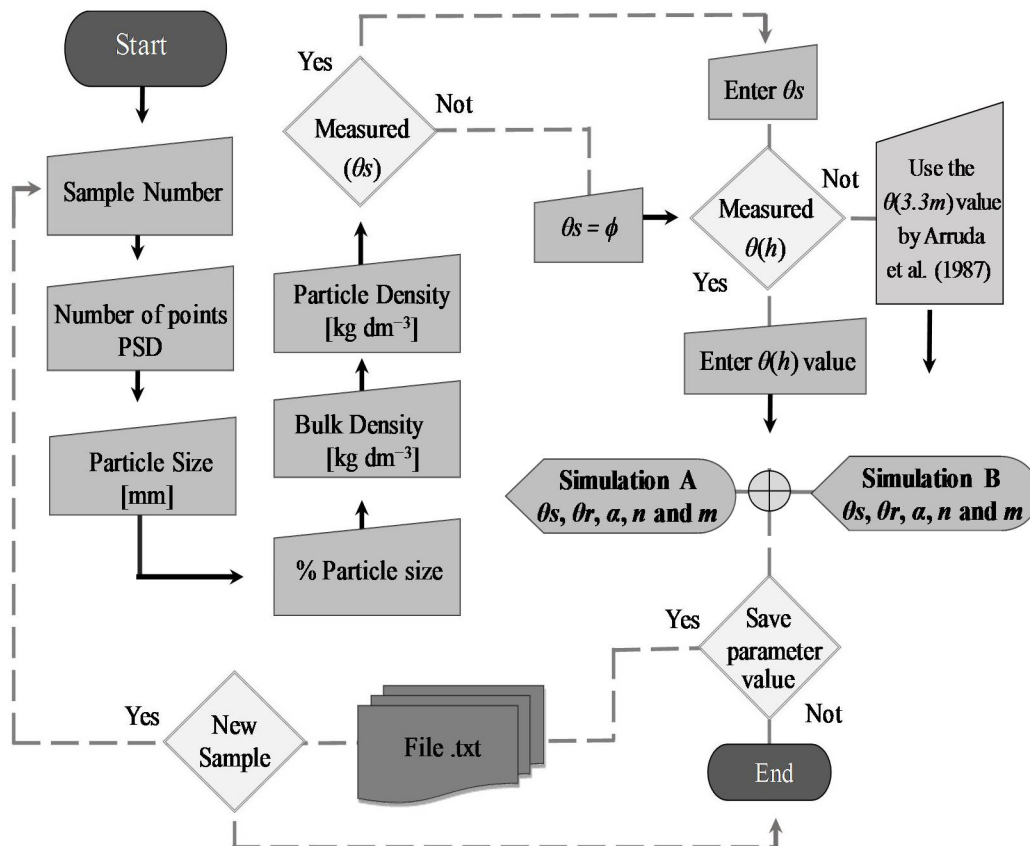 Start
Sample Number
Number of points
PSD
Particle Size
[mm]
% Particle size
Bulk Density
[kg dm⁻³]
Particle Density
[kg dm⁻³]
Measured
(θs)
Yes
Not
Enter θs
θs = ϕ
Measured
θ(h)
Not
Yes
Use the
θ(3.3m) value
by Arruda
et al. (1987)
Enter θ(h) value
Simulation A
θs, θr, α, n and m
Simulation B
θs, θr, α, n and m
Save
parameter
value
Yes
Not
File .txt
New
Sample
Yes
End